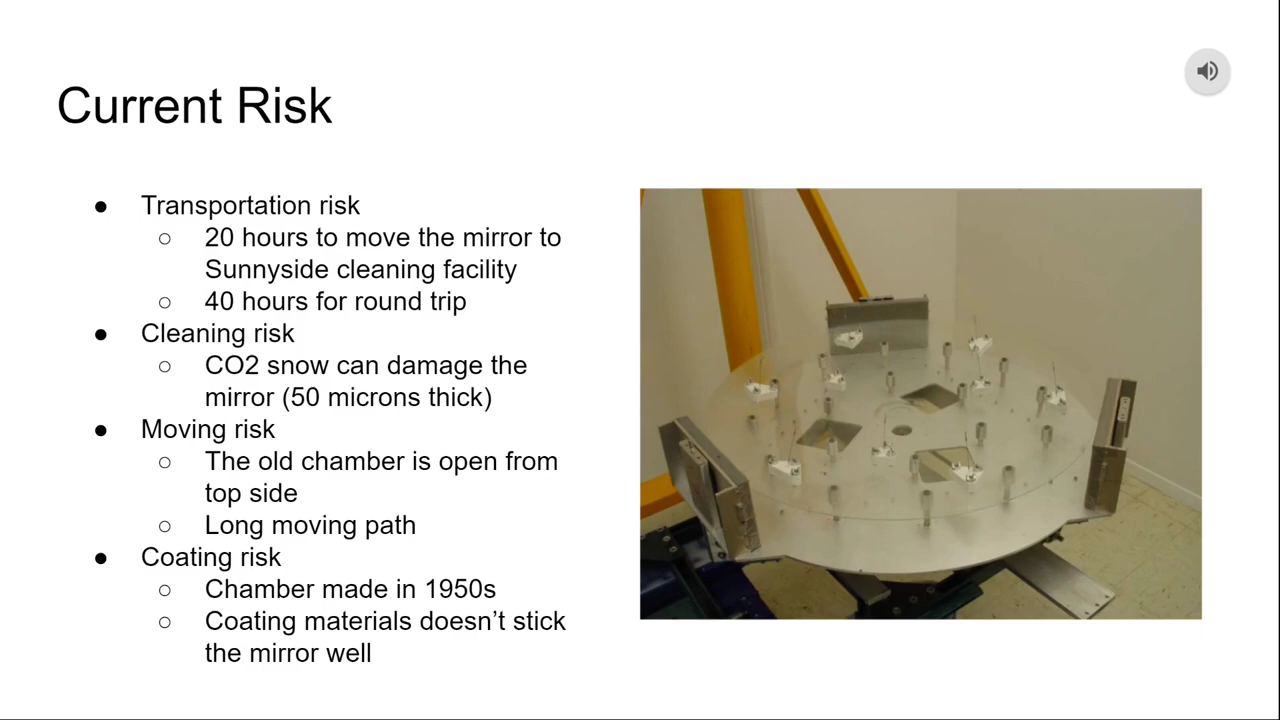 Current Risk
● Transportation risk
○ 20 hours to move the mirror to
Sunnyside cleaning facility
○ 40 hours for round trip
● Cleaning risk
○ CO2 snow can damage the
mirror (50 microns thick)
● Moving risk
○ The old chamber is open from
top side
○ Long moving path
● Coating risk
○ Chamber made in 1950s
○ Coating materials doesn’t stick
the mirror well